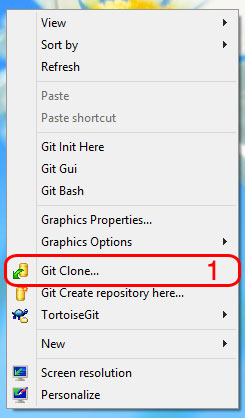 View
Sort by
Refresh
Paste
Paste shortcut
Git Init Here
Git Gui
Git Bash
Graphics Properties...
Graphics Options
Git Clone... 1
Git Create repository here...
TortoiseGit
New
Screen resolution
Personalize